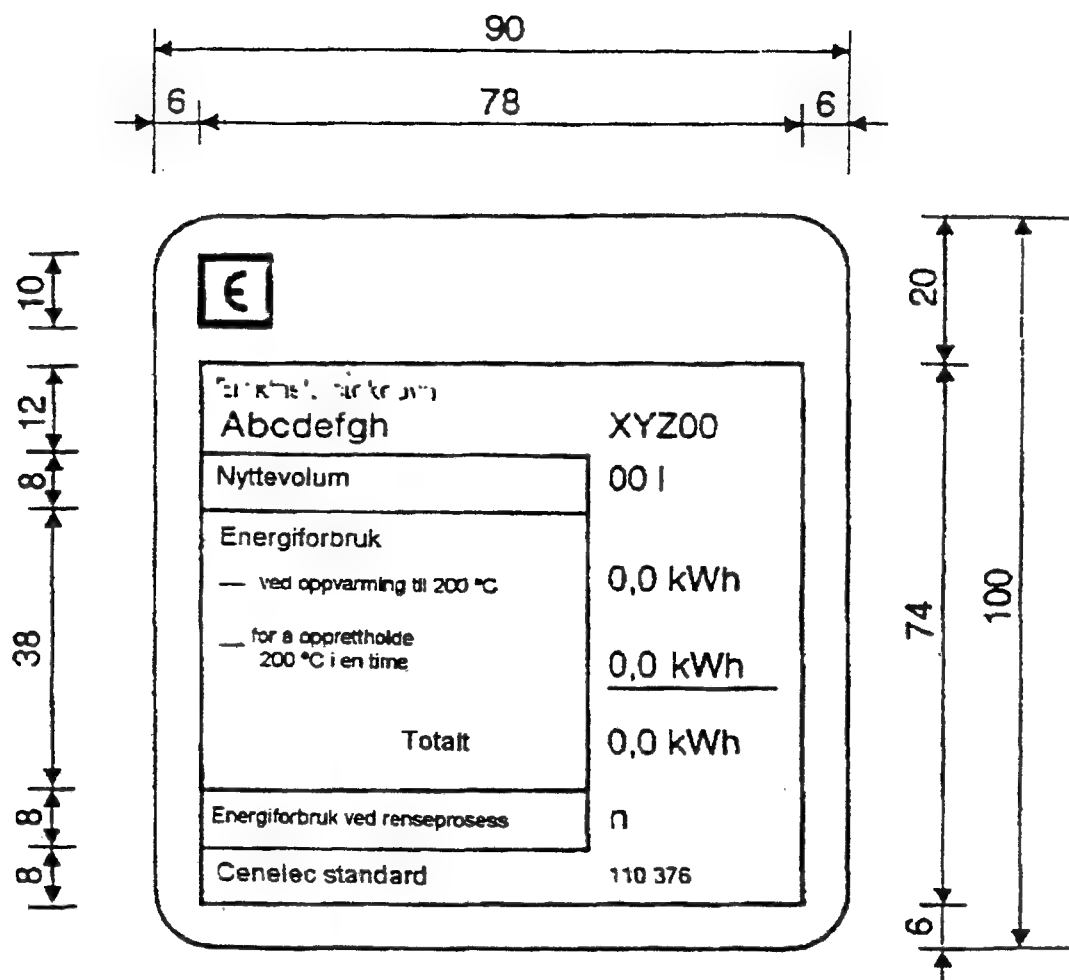 90
6 78 6
10
20
Є
12
Abcdefgh XYZ00
8
Nyttevolum 00 l
Energiforbruk
— ved oppvarming til 200 °C 0,0 kWh
38
74
100
— for a opprettholde
200 °C i en time 0,0 kWh
Totalt 0,0 kWh
8
Energiforbruk ved renseprosess n
8
Cenelec standard 110 376
6